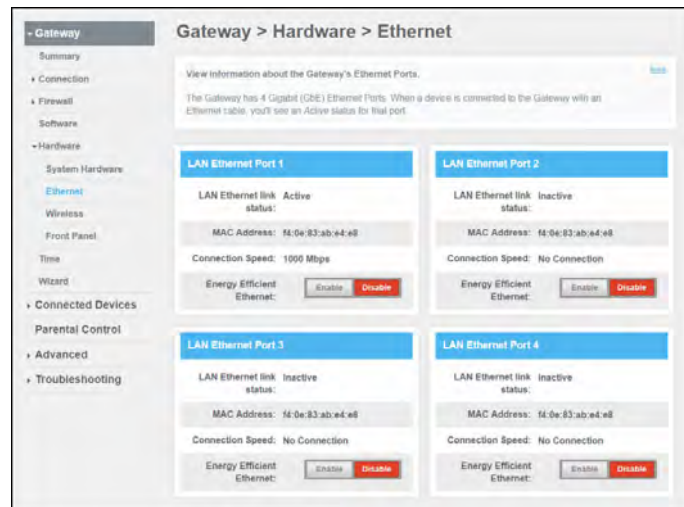 Gateway
Summary
Connection
Firewall
Software
Hardware
System Hardware
Ethernet
Wireless
Front Panel
Time
Wizard
Connected Devices
Parental Control
Advanced
Troubleshooting
Gateway > Hardware > Ethernet
View information about the Gateway's Ethernet Ports.
The Gateway has 4 Gigabit (GbE) Ethernet Ports. When a device is connected to the Gateway with an
Ethernet cable, you'll see an Active status for that port.
LAN Ethernet Port 1
LAN Ethernet link Active
status:
MAC Address: f4:0e:83:ab:e4:e8
Connection Speed: 1000 Mbps
Energy Efficient Enable Disable
Ethernet:
LAN Ethernet Port 2
LAN Ethernet link Inactive
status:
MAC Address: f4:0e:83:ab:e4:e8
Connection Speed: No Connection
Energy Efficient Enable Disable
Ethernet:
LAN Ethernet Port 3
LAN Ethernet link Inactive
status:
MAC Address: f4:0e:83:ab:e4:e8
Connection Speed: No Connection
Energy Efficient Enable Disable
Ethernet:
LAN Ethernet Port 4
LAN Ethernet link Inactive
status:
MAC Address: f4:0e:83:ab:e4:e8
Connection Speed: No Connection
Energy Efficient Enable Disable
Ethernet: